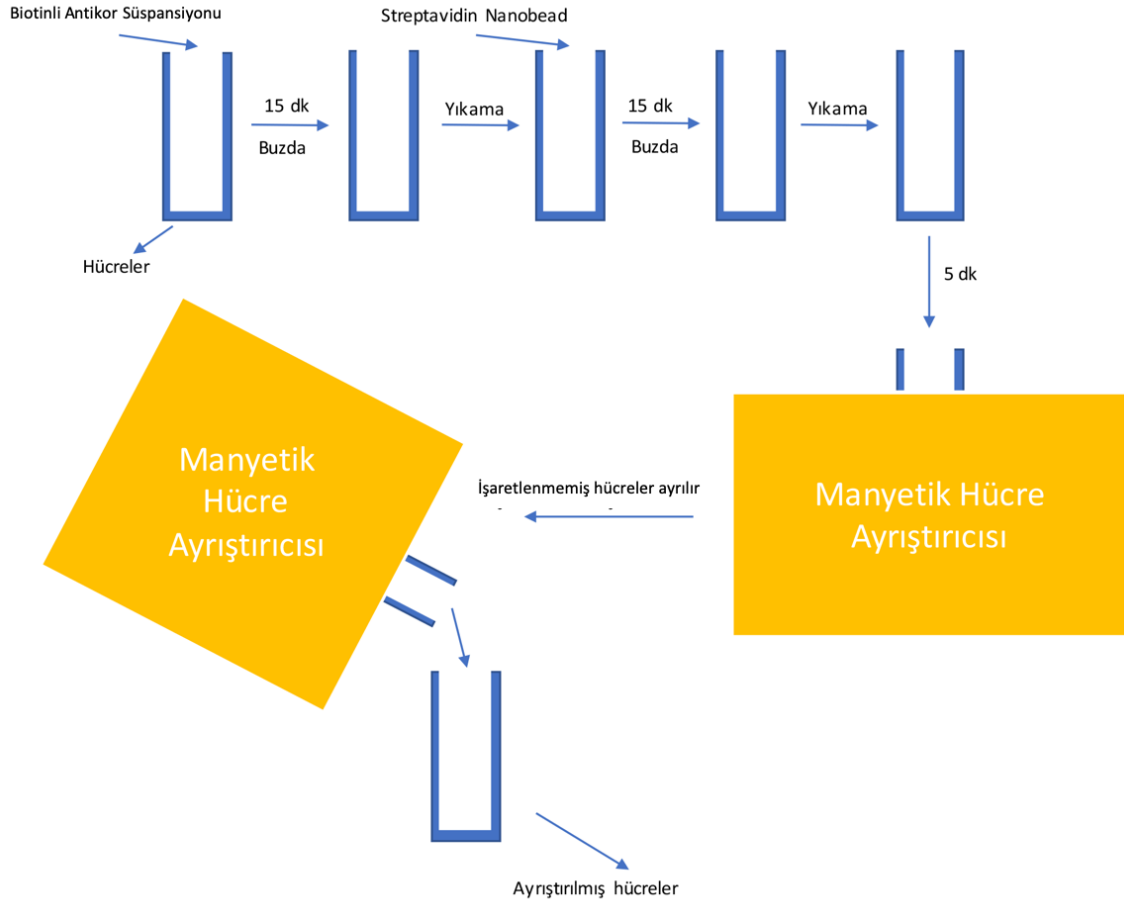 Biotinli Antikor Süspansiyonu
Streptavidin Nanobead
15 dk
Buzda
Yıkama
15 dk
Buzda
Yıkama
Hücreler
5 dk
Manyetik
Hücre
Ayrıştırıcısı
İşaretlenmemiş hücreler ayrılır
Manyetik Hücre
Ayrıştırıcısı
Ayrıştırılmış hücreler